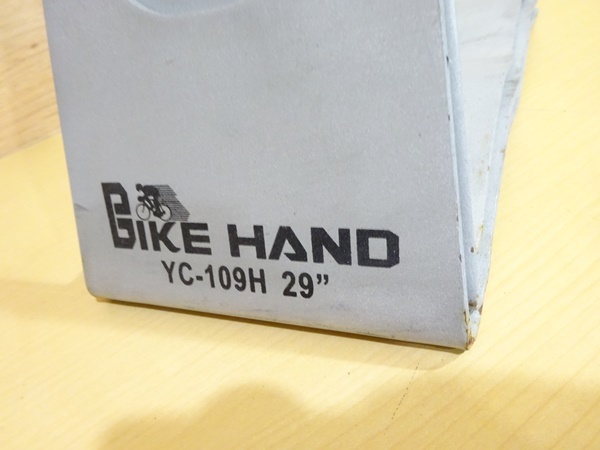 BIKE HAND
YC-109H 29”